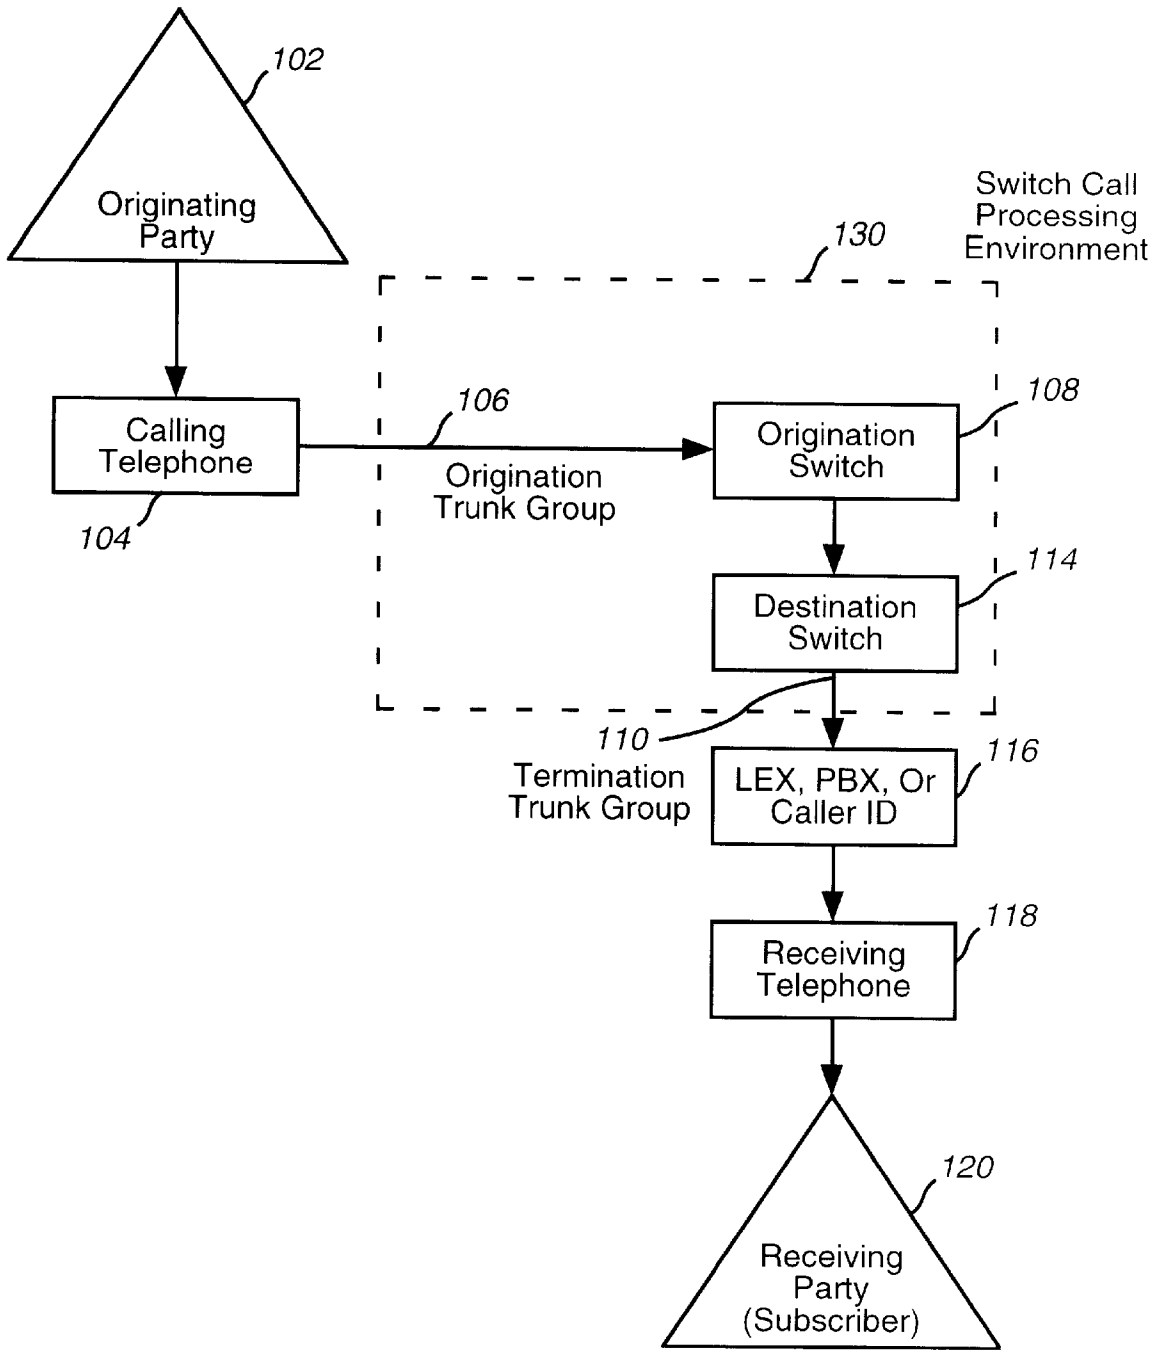 102
Originating
Party
Switch Call
Processing
Environment
130
106
108
Calling
Telephone
Origination
Switch
Origination
Trunk Group
104
114
Destination
Switch
110
116
Termination
Trunk Group
LEX, PBX, Or
Caller ID
118
Receiving
Telephone
120
Receiving
Party
(Subscriber)